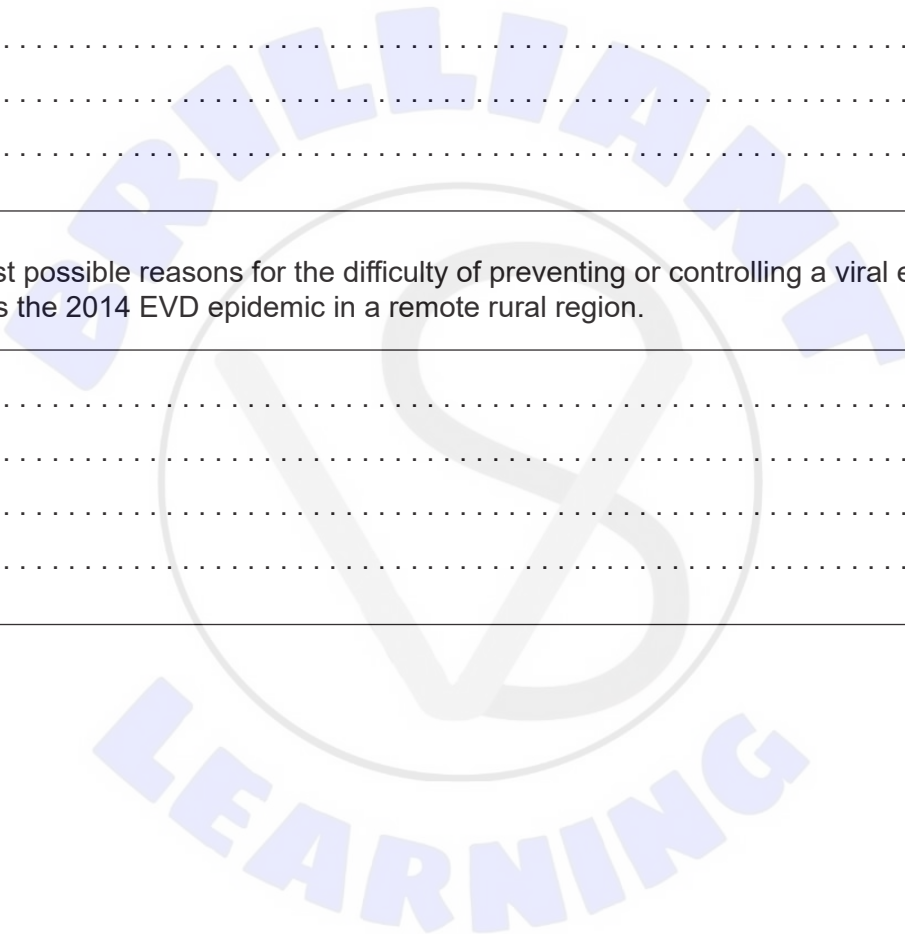 BRILLIANT
st possible reasons for the difficulty of preventing or controlling a viral e
s the 2014 EVD epidemic in a remote rural region.
VS
LEARNING